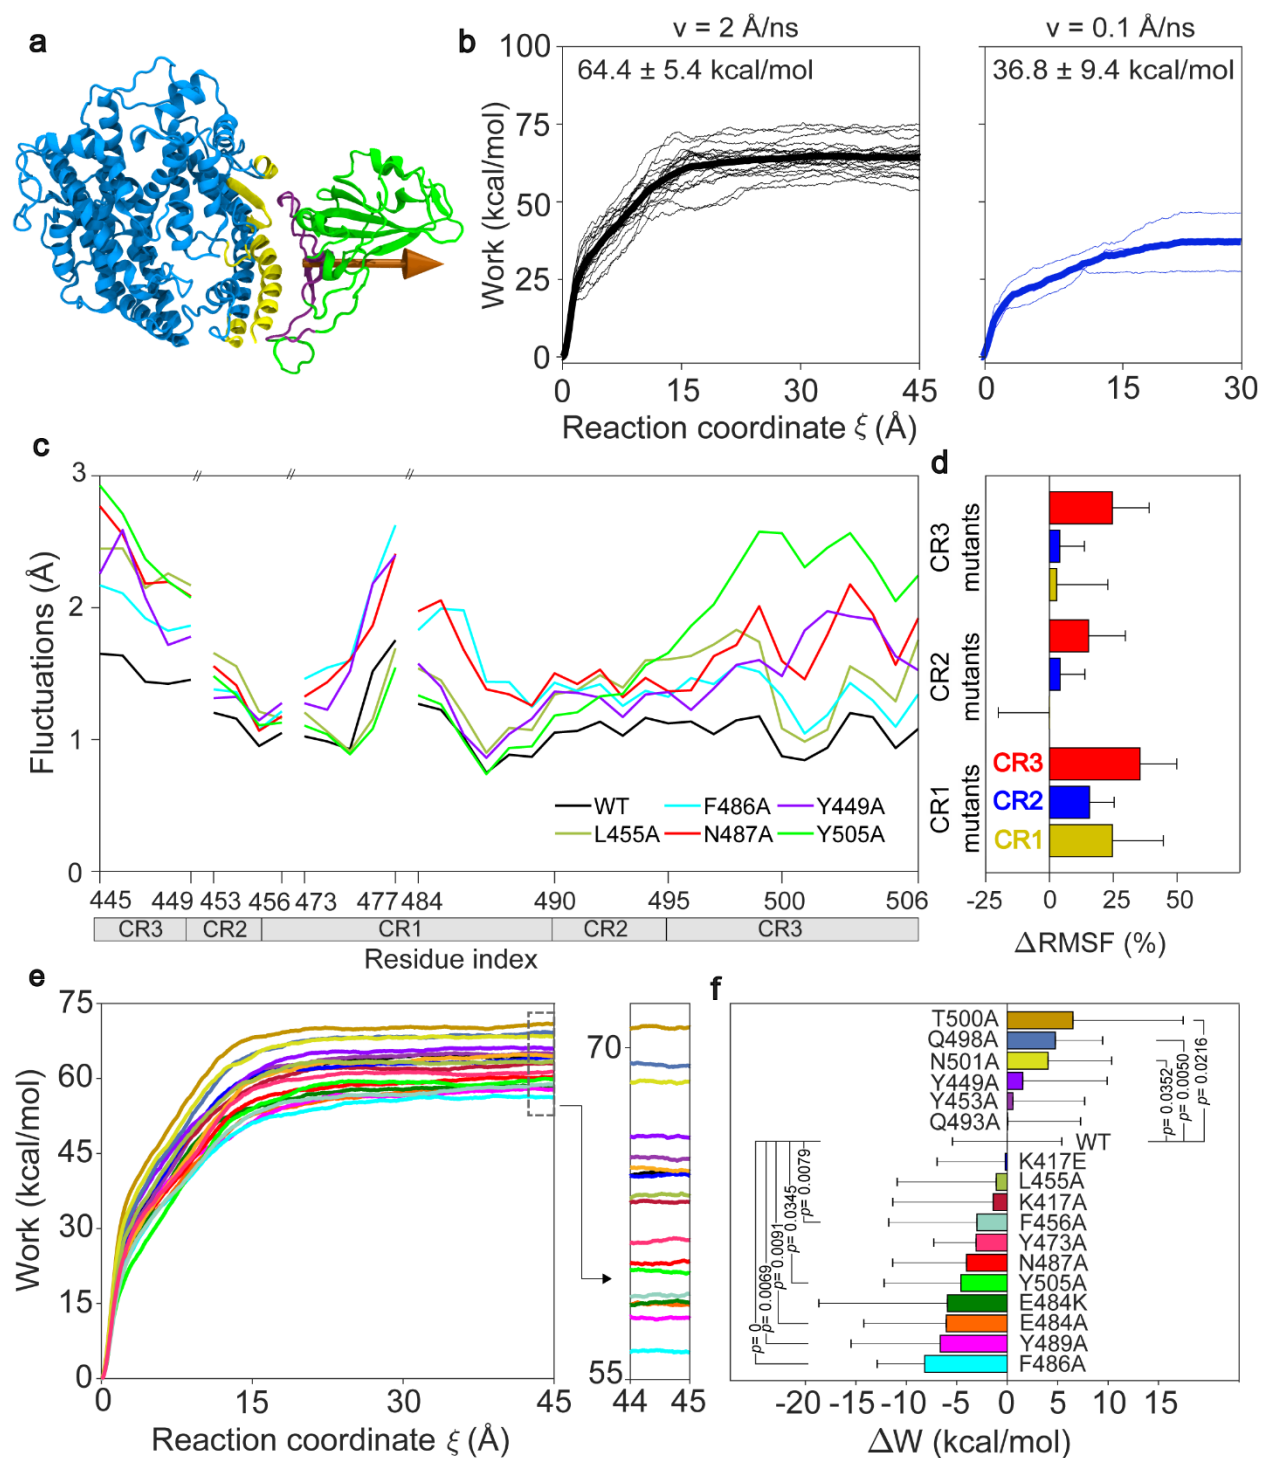 a
b
v = 2 Å/ns
v = 0.1 Å/ns
64.4 ± 5.4 kcal/mol
36.8 ± 9.4 kcal/mol
100
75
50
25
0
Work (kcal/mol)
0 15 30 45
0 15 30
Reaction coordinate ξ (Å)
c
3
2
1
0
Fluctuations (Å)
WT F486A Y449A
L455A N487A Y505A
445 449 453 456 473 477 484 490 495 500 506
CR3 CR2 CR1 CR2 CR3
Residue index
d
CR3
mutants
CR2
mutants
CR1
mutants
CR3
CR2
CR1
-25 0 25 50
ΔRMSF (%)
e
75
60
45
30
15
0
Work (kcal/mol)
0 15 30 45
Reaction coordinate ξ (Å)
70
55
44 45
f
T500A
Q498A
N501A
Y449A
Y453A
Q493A
WT
K417E
L455A
K417A
F456A
Y473A
N487A
Y505A
E484K
E484A
Y489A
F486A
p= 0.0352
p= 0.0050
p= 0.0216
p= 0
p= 0.0069
p= 0.0091
p= 0.0345
p= 0.0079
-20 -15 -10 -5 0 5 10 15
ΔW (kcal/mol)